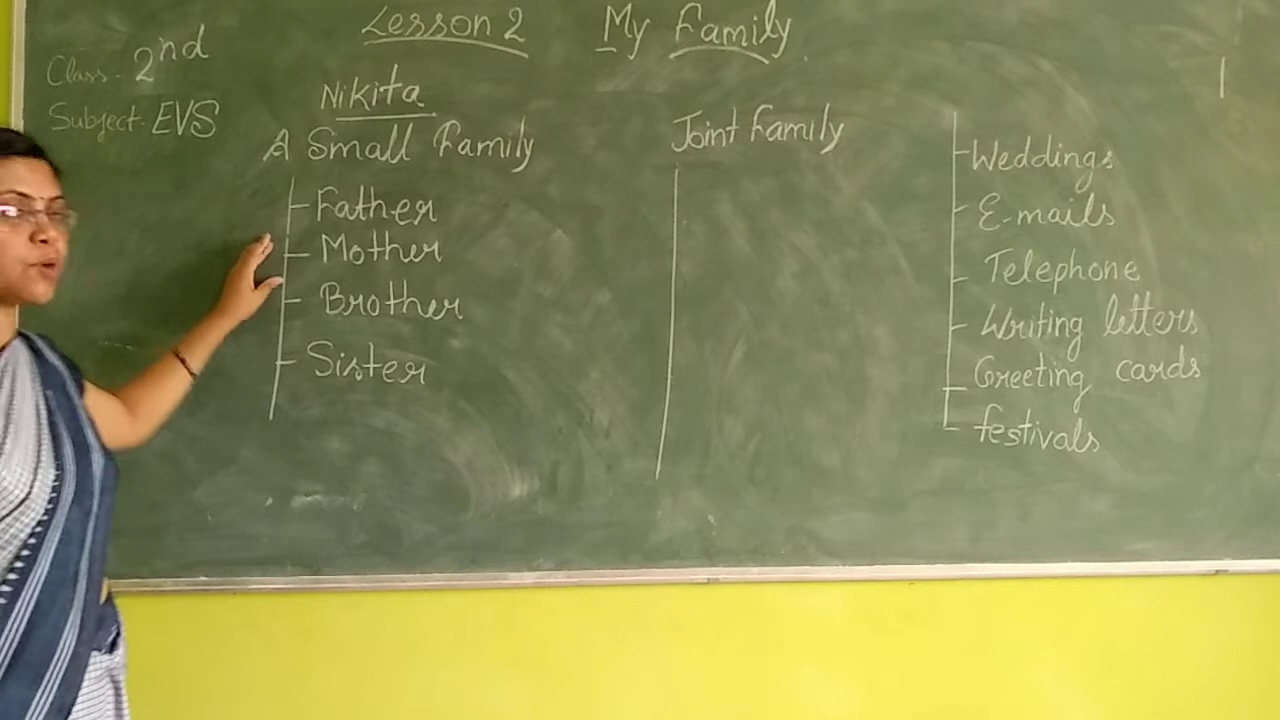 Lesson 2 My Family
Class - 2nd
Subject - EVS
Nikita
A Small Family
Father
Mother
Brother
Sister
Joint Family
Weddings
E-mails
Telephone
Writing letters
Greeting cards
festivals